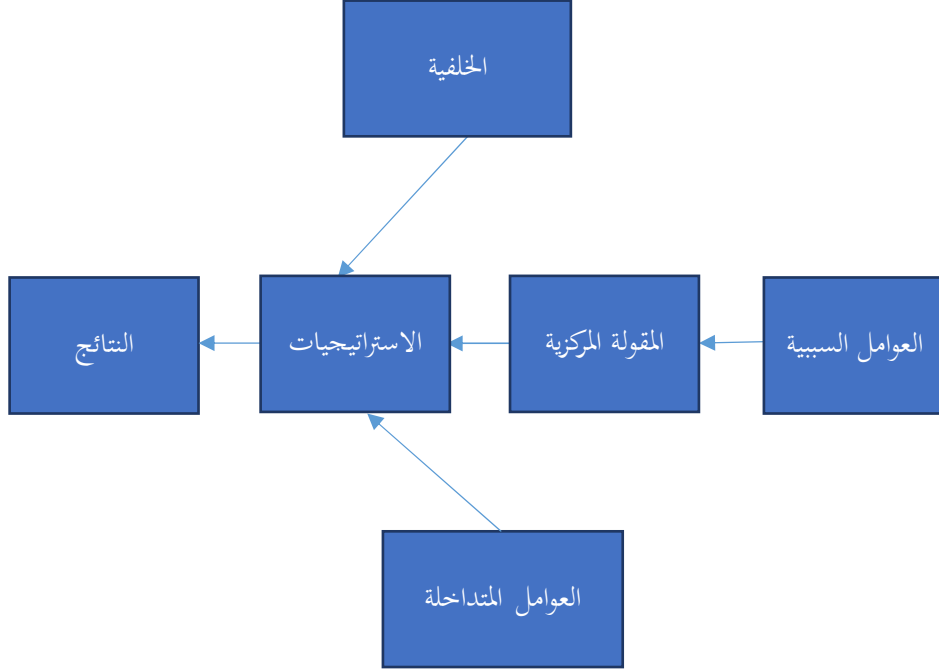 الخلفية
العوامل السببية
المقولة المركزية
الاستراتيجيات
النتائج
العوامل المتداخلة